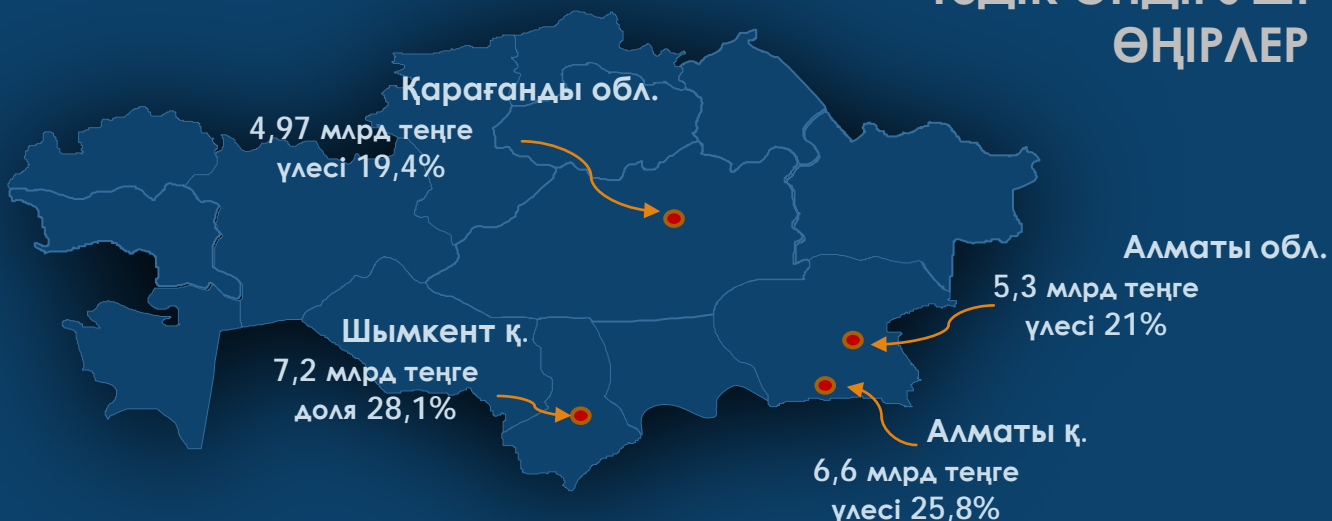 ӨҢІРЛЕР
Қарағанды обл.
4,97 млрд теңге
үлесі 19,4%
Алматы обл.
5,3 млрд теңге
үлесі 21%
Шымкент қ.
7,2 млрд теңге
доля 28,1%
Алматы қ.
6,6 млрд теңге
үлесі 25,8%